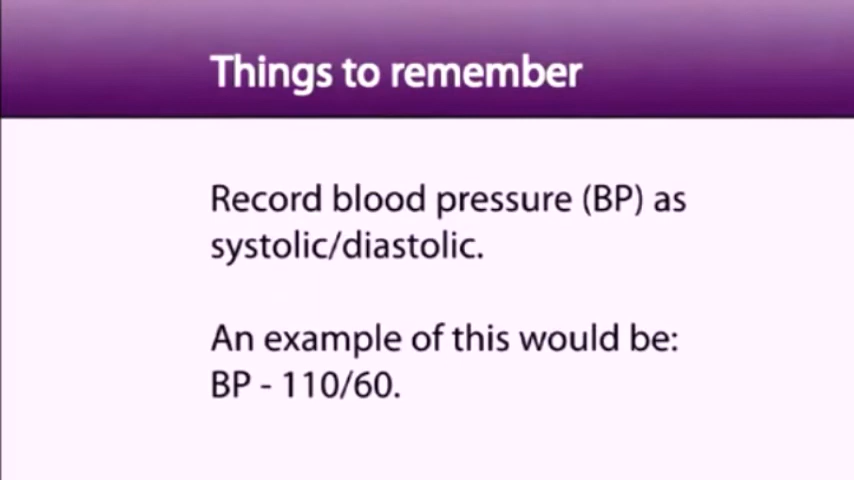 Things to remember
Record blood pressure (BP) as
systolic/diastolic.
An example of this would be:
BP - 110/60.